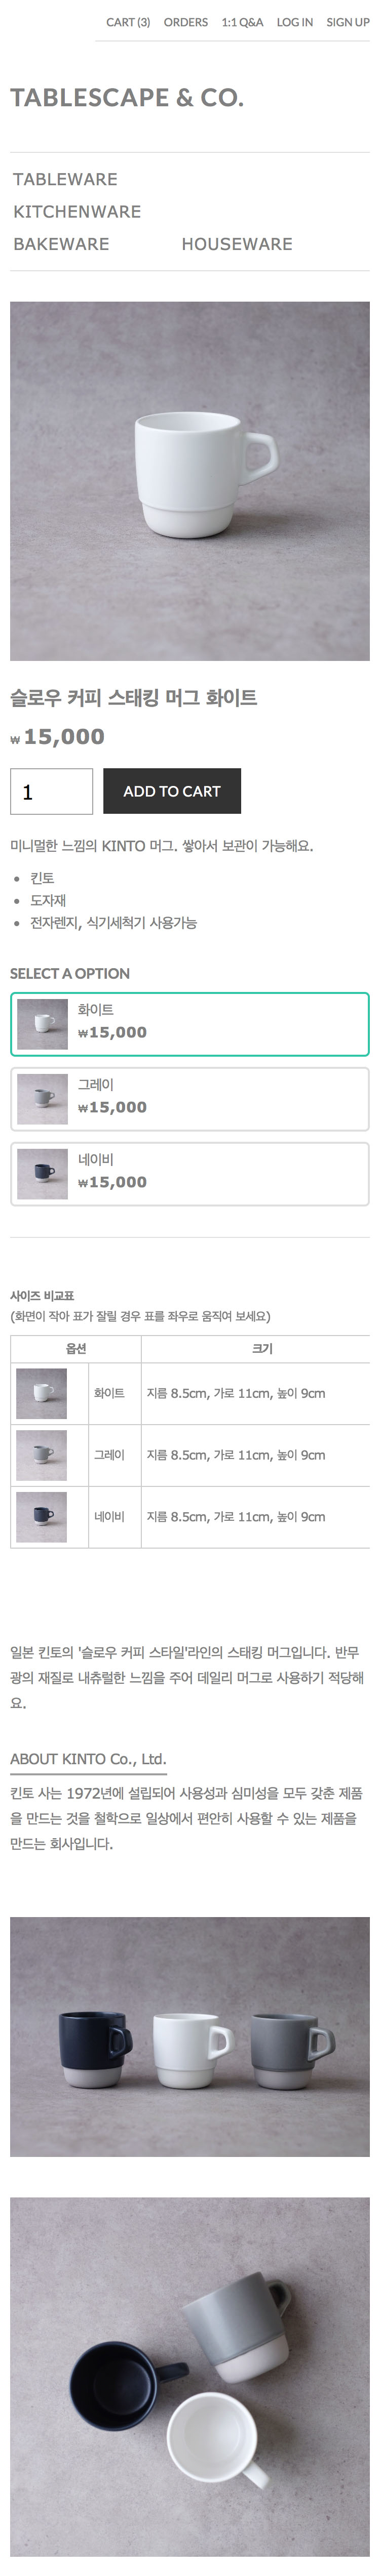 CART (3) ORDERS 1:1 Q&A LOG IN SIGN UP
TABLESCAPE & CO.
TABLEWARE
KITCHENWARE
BAKEWARE HOUSEWARE
슬로우 커피 스태킹 머그 화이트
₩ 15,000
1 ADD TO CART
미니멀한 느낌의 KINTO 머그. 쌓아서 보관이 가능해요.
• 킨토
• 도자재
• 전자렌지, 식기세척기 사용가능
SELECT A OPTION
화이트
₩15,000
그레이
₩15,000
네이비
₩15,000
사이즈 비교표
(화면이 작아 표가 잘릴 경우 표를 좌우로 움직여 보세요)
옵션 크기
화이트 지름 8.5cm, 가로 11cm, 높이 9cm
그레이 지름 8.5cm, 가로 11cm, 높이 9cm
네이비 지름 8.5cm, 가로 11cm, 높이 9cm
일본 킨토의 '슬로우 커피 스타일'라인의 스태킹 머그입니다. 반무
광의 재질로 내츄럴한 느낌을 주어 데일리 머그로 사용하기 적당해
요.
ABOUT KINTO Co., Ltd.
킨토 사는 1972년에 설립되어 사용성과 심미성을 모두 갖춘 제품
을 만드는 것을 철학으로 일상에서 편안히 사용할 수 있는 제품을
만드는 회사입니다.